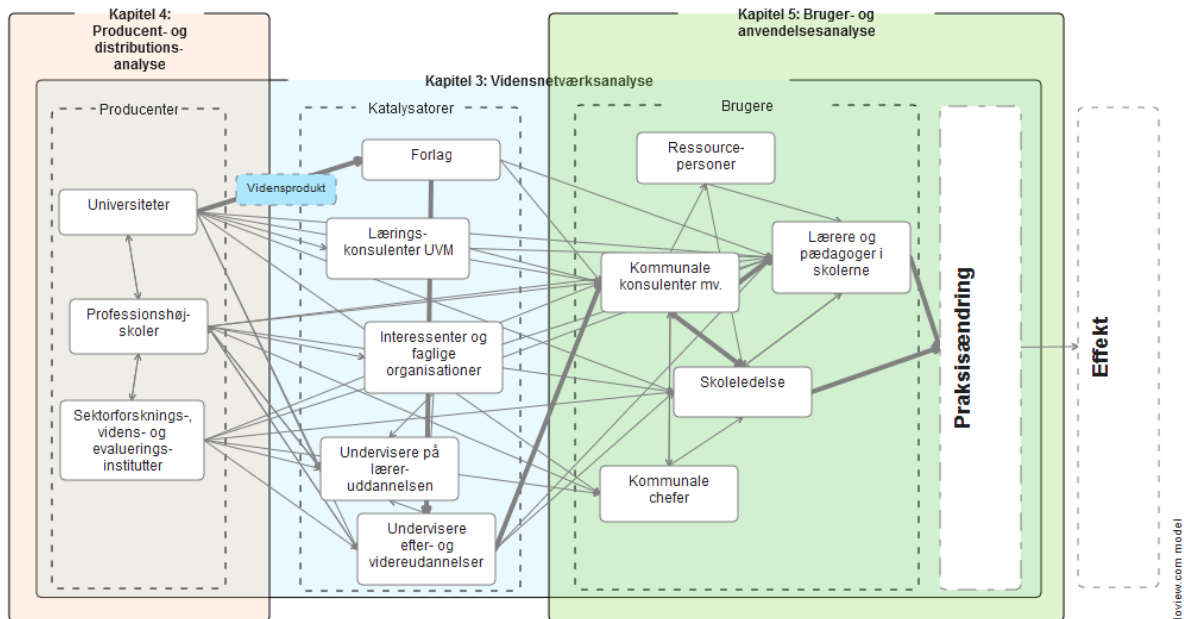 Kapitel 4:
Producent- og
distributions-
analyse
Kapitel 5: Bruger- og
anvendelsesanalyse
Kapitel 3: Vidensnetværksanalyse
Producenter
Katalysatorer
Brugere
Forlag
Ressource-
personer
Vidensprodukt
Universiteter
Lærings-
konsulenter UVM
Lærere og
pædagoger i
skolerne
Kommunale
konsulenter mv.
Professionshøj-
skoler
Interessenter og
faglige
organisationer
Skoleledelse
Sektorforsknings-,
videns- og
evaluerings-
institutter
Undervisere på
lærer-
uddannelsen
Kommunale
chefer
Undervisere
efter- og
videreudannelser
Praksisændring
Effekt
loview.com model